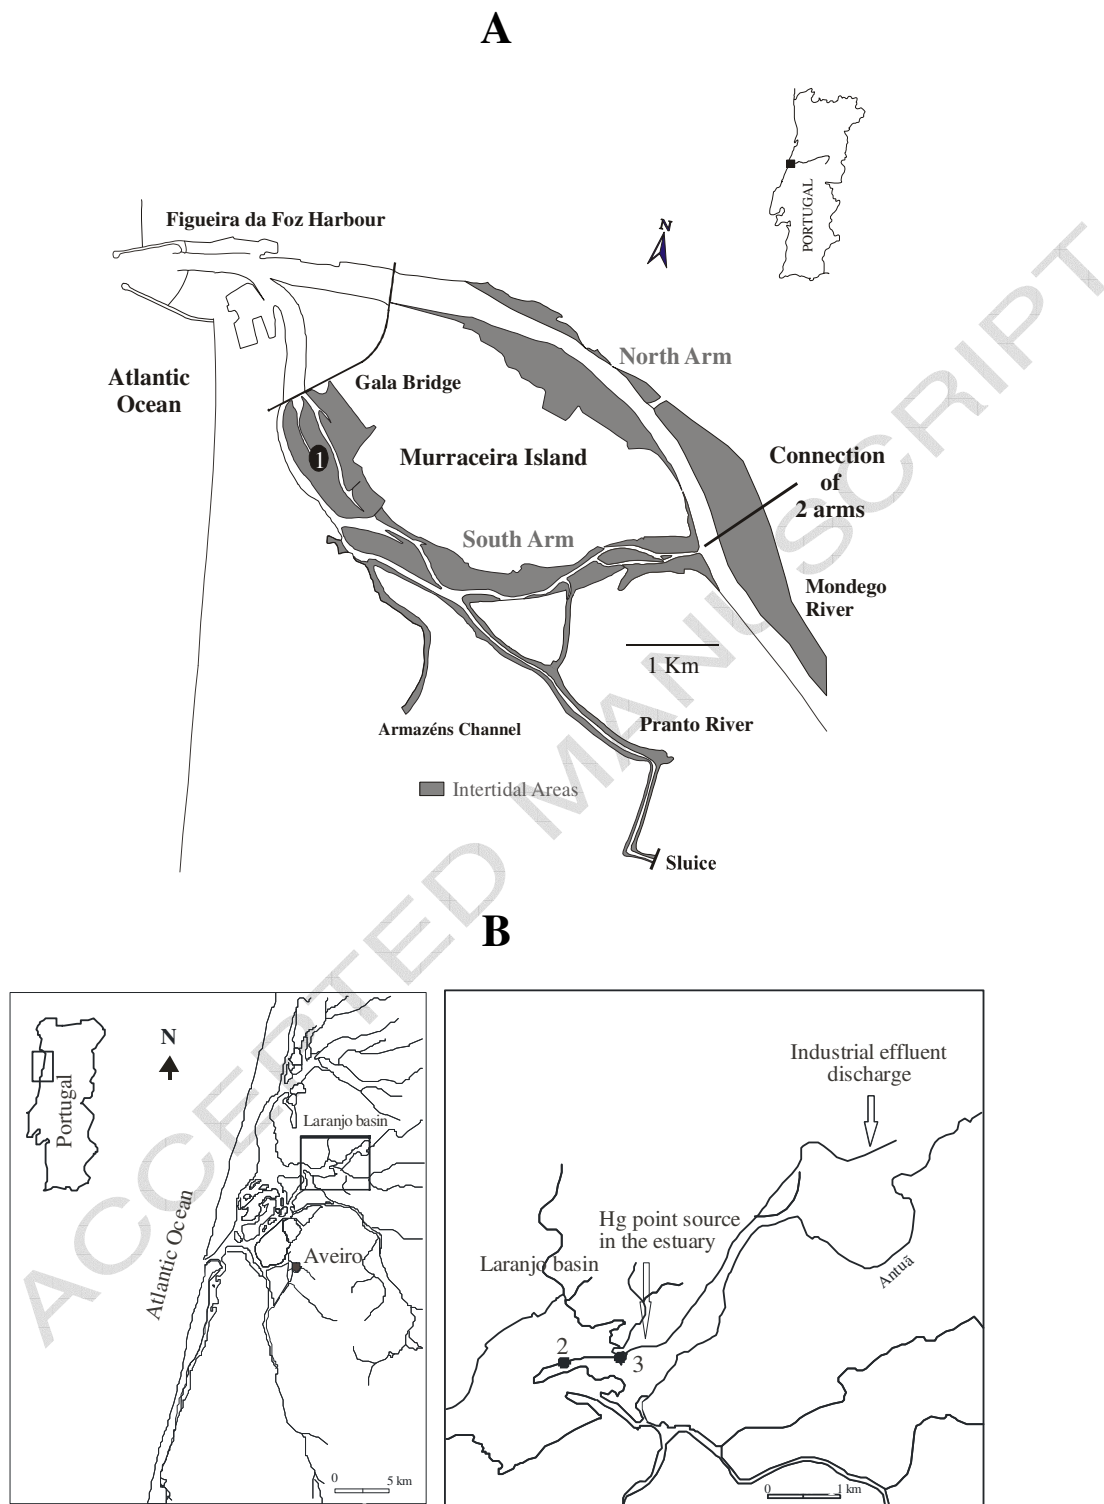 A
PORTUGAL
Figueira da Foz Harbour
N
North Arm
Atlantic
Ocean
Gala Bridge
1
Murraceira Island
Connection
of
2 arms
South Arm
Mondego
River
1 Km
Armazéns Channel
Pranto River
Intertidal Areas
Sluice
B
Portugal
N
Laranjo basin
Atlantic Ocean
Aveiro
0 5 km
Industrial effluent
discharge
Hg point source
in the estuary
Laranjo basin
Antuã
2
3
0 1 km
ACCEPTED MANUSCRIPT